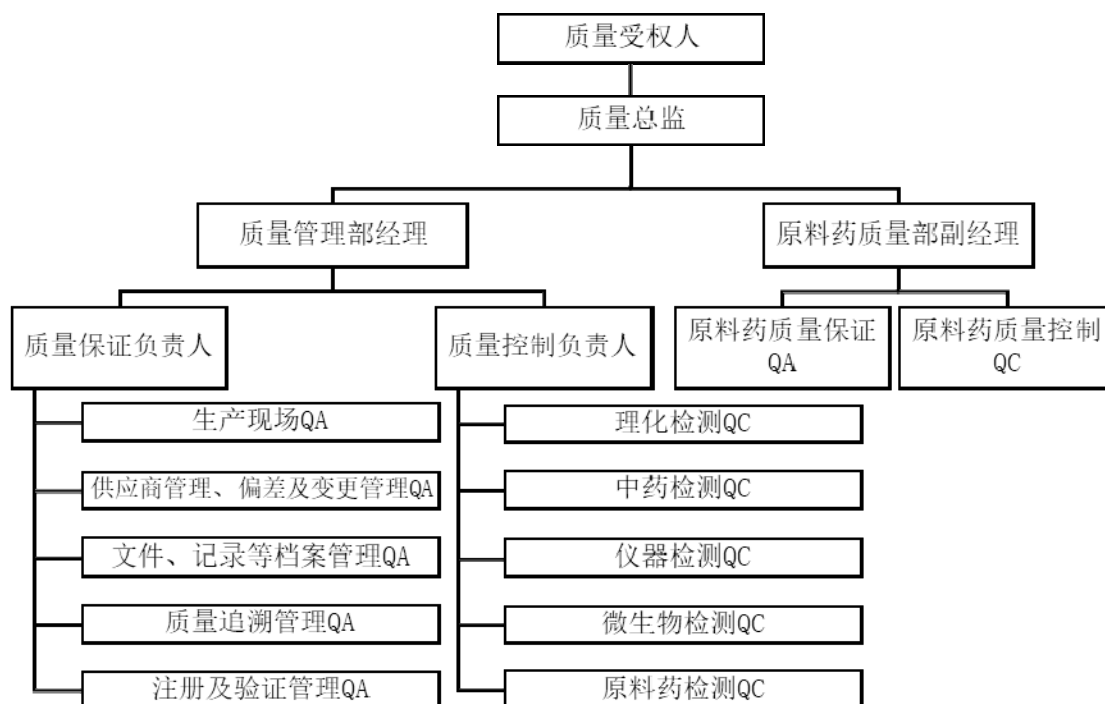 质量受权人
质量总监
质量管理部经理
原料药质量部副经理
质量保证负责人
质量控制负责人
原料药质量保证
QA
原料药质量控制
QC
生产现场QA
供应商管理、偏差及变更管理QA
文件、记录等档案管理QA
质量追溯管理QA
注册及验证管理QA
理化检测QC
中药检测QC
仪器检测QC
微生物检测QC
原料药检测QC